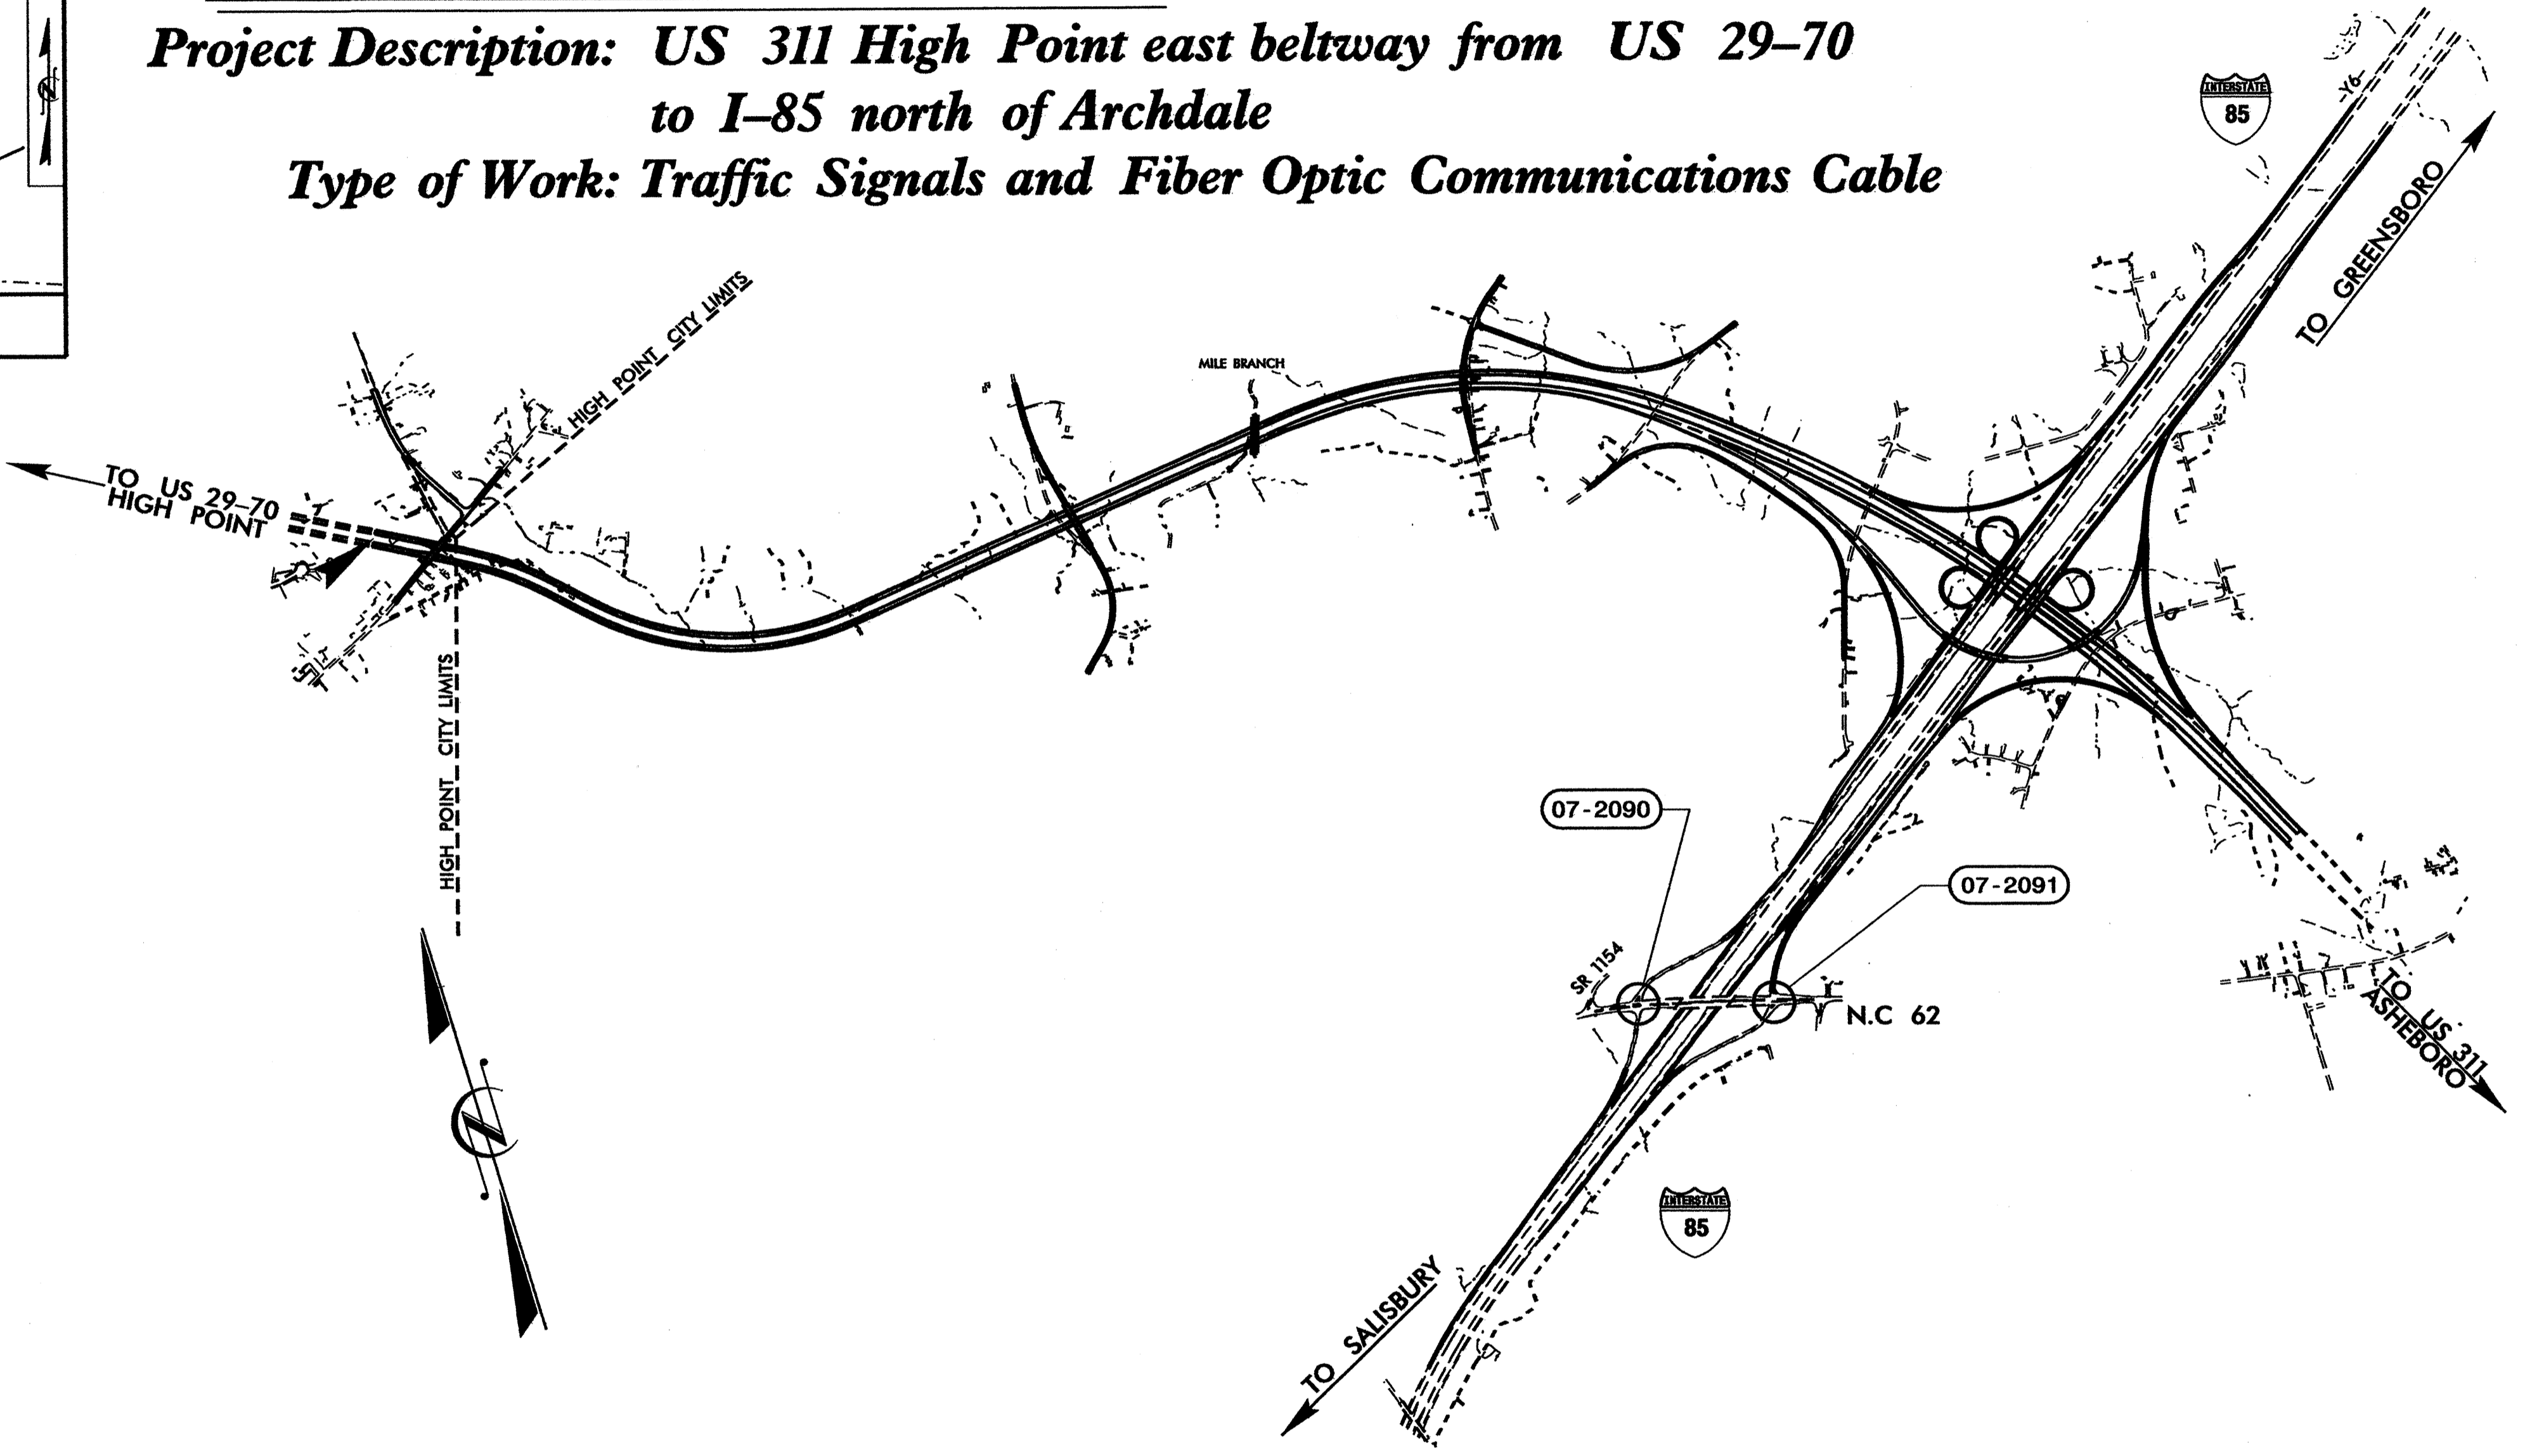 Project Description: US 311 High Point east beltway from US 29–70
to I–85 north of Archdale
Type of Work: Traffic Signals and Fiber Optic Communications Cable
INTERSTATE
85
-Y6-
TO GREENSBORO
HIGH POINT CITY LIMITS
MILE BRANCH
TO US 29–70
HIGH POINT
HIGH POINT CITY LIMITS
07-2090
07-2091
SR 1154
N.C 62
TO US 311
ASHEBORO
N
INTERSTATE
85
TO SALISBURY